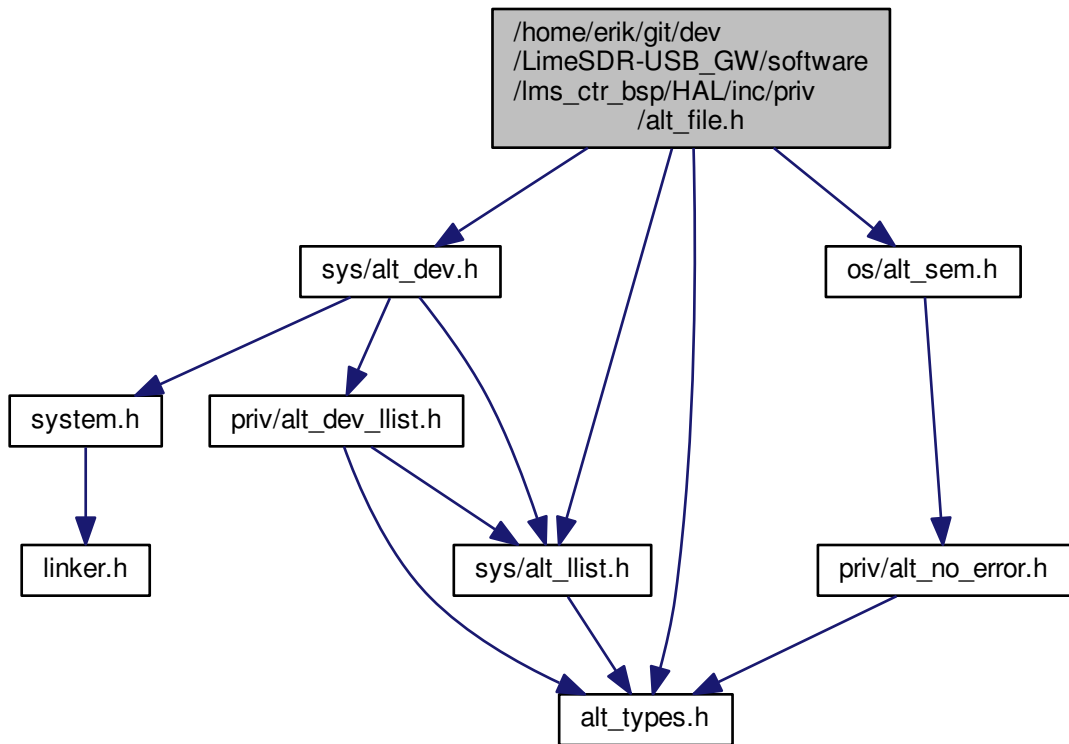 /home/erik/git/dev
/LimeSDR-USB_GW/software
/lms_ctr_bsp/HAL/inc/priv
/alt_file.h
sys/alt_dev.h
os/alt_sem.h
system.h
priv/alt_dev_llist.h
linker.h
sys/alt_llist.h
priv/alt_no_error.h
alt_types.h